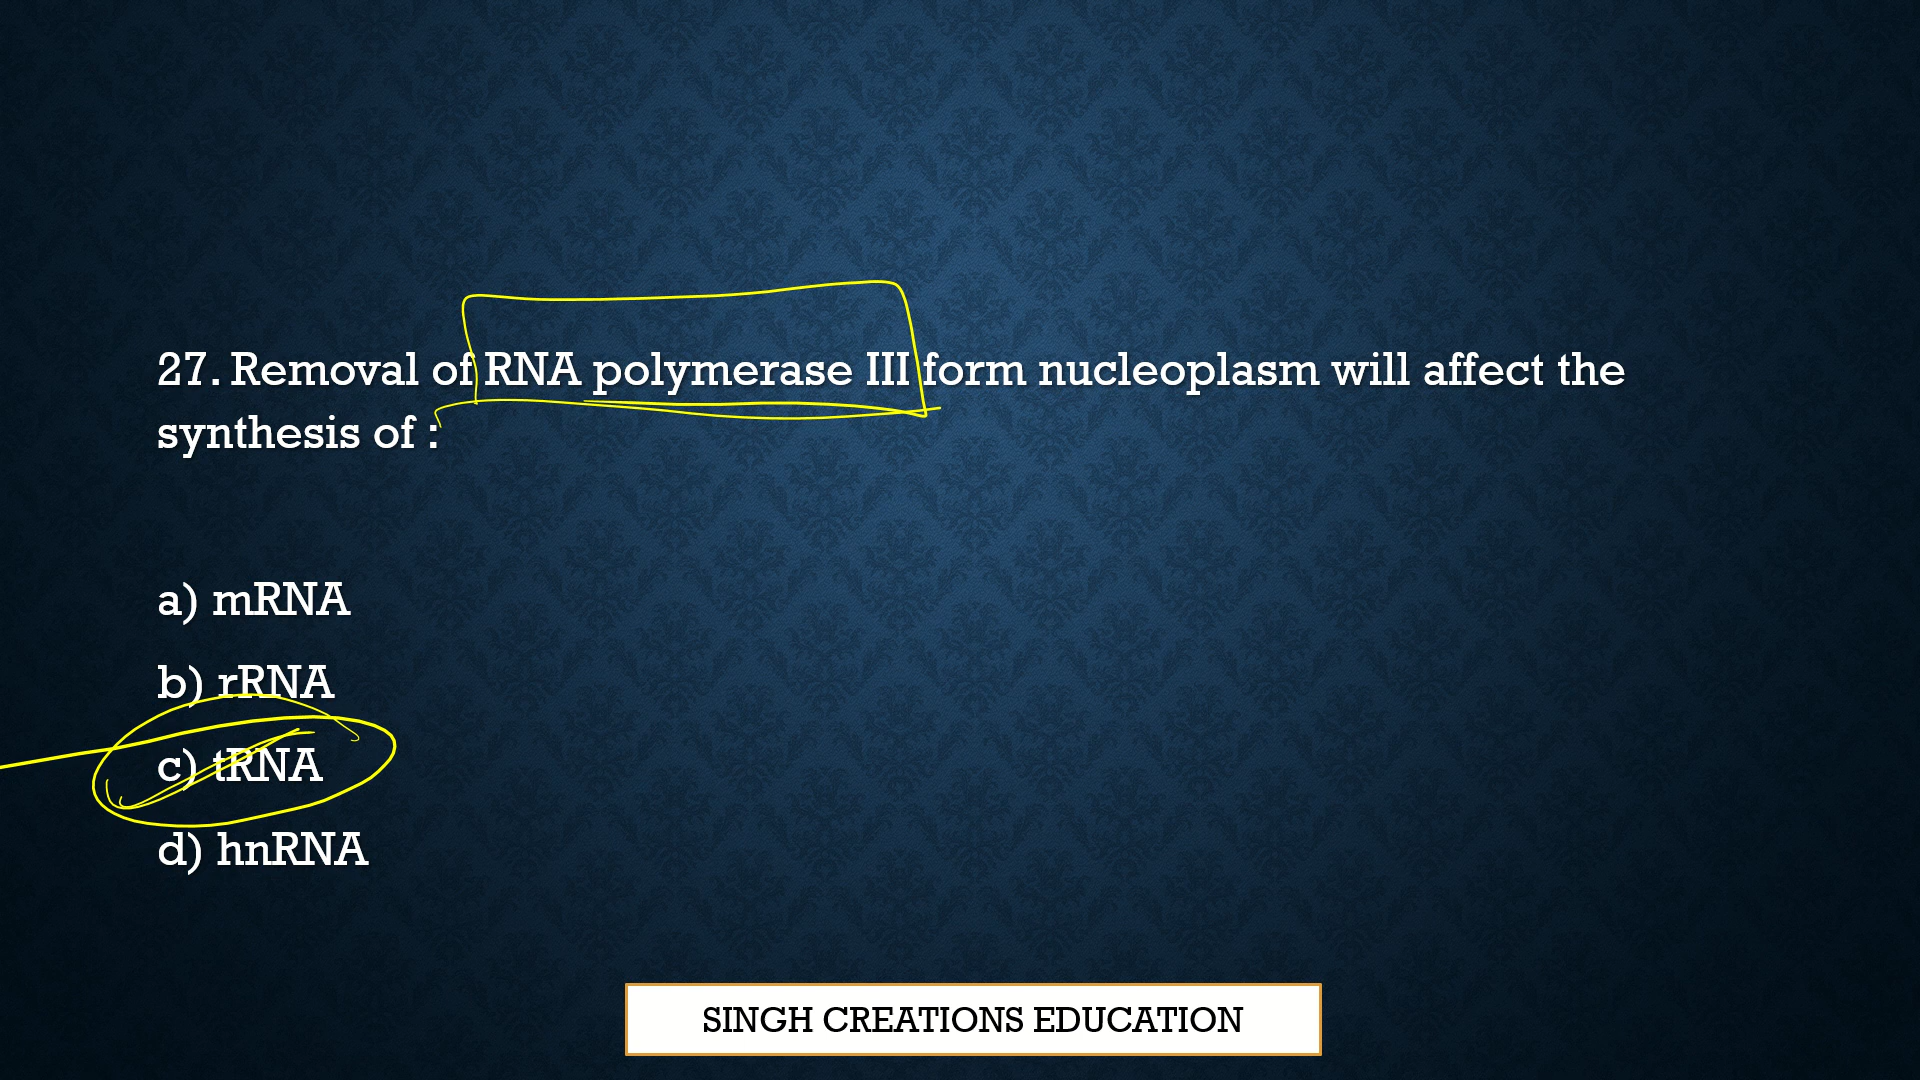 27. Removal of RNA polymerase III form nucleoplasm will affect the
synthesis of :
a) mRNA
b) rRNA
c) tRNA
d) hnRNA
SINGH CREATIONS EDUCATION